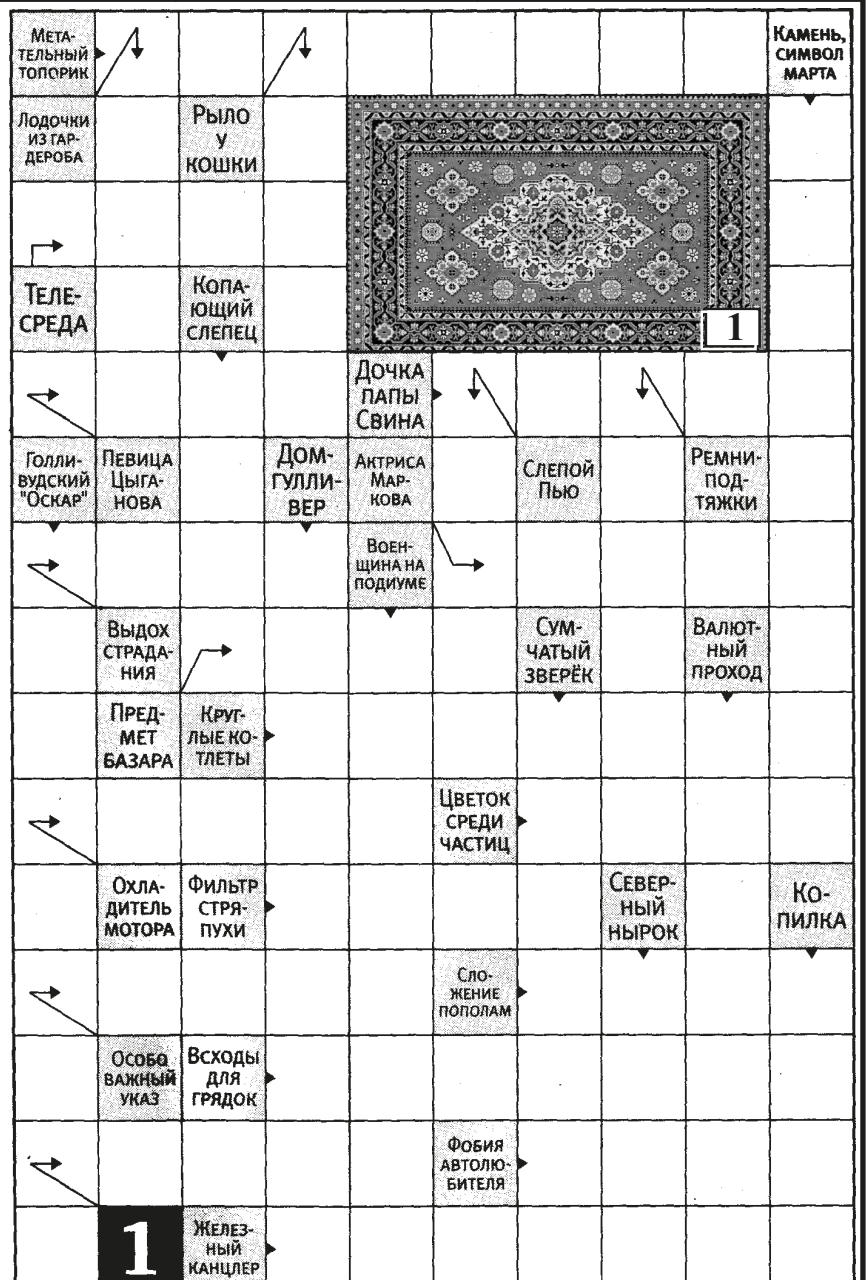 МЕТА-
ТЕЛЬНЫЙ
ТОПОРИК
КАМЕНЬ,
СИМВОЛ
МАРТА
ЛОДОЧКИ
ИЗ ГАР-
ДЕРОБА
РЫЛО
У
КОШКИ
ТЕЛЕ-
СРЕДА
КОПА-
ЮЩИЙ
СЛЕПЕЦ
1
ДОЧКА
ПАПЫ
СВИНА
ГОЛЛИ-
ВУДСКИЙ
"ОСКАР"
ПЕВИЦА
ЦЫГА-
НОВА
ДОМ-
ГУЛЛИ-
ВЕР
АКТРИСА
МАР-
КОВА
СЛЕПОЙ
ПЬЮ
РЕМНИ-
ПОД-
ТЯЖКИ
ВОЕН-
ЩИНА НА
ПОДИУМЕ
ВЫДОХ
СТРАДА-
НИЯ
СУМ-
ЧАТЫЙ
ЗВЕРЁК
ВАЛЮТ-
НЫЙ
ПРОХОД
ПРЕД-
МЕТ
БАЗАРА
КРУГ-
ЛЫЕ КО-
ТЛЕТЫ
ЦВЕТОК
СРЕДИ
ЧАСТИЦ
ОХЛА-
ДИТЕЛЬ
МОТОРА
ФИЛЬТР
СТРЯ-
ПУХИ
СЕВЕР-
НЫЙ
НЫРОК
КО-
ПИЛКА
СЛО-
ЖЕНИЕ
ПОПОЛАМ
ОСОБО
ВАЖНЫЙ
УКАЗ
ВСХОДЫ
ДЛЯ
ГРЯДОК
ФОБИЯ
АВТОЛЮ-
БИТЕЛЯ
1
ЖЕЛЕЗ-
НЫЙ
КАНЦЛЕР